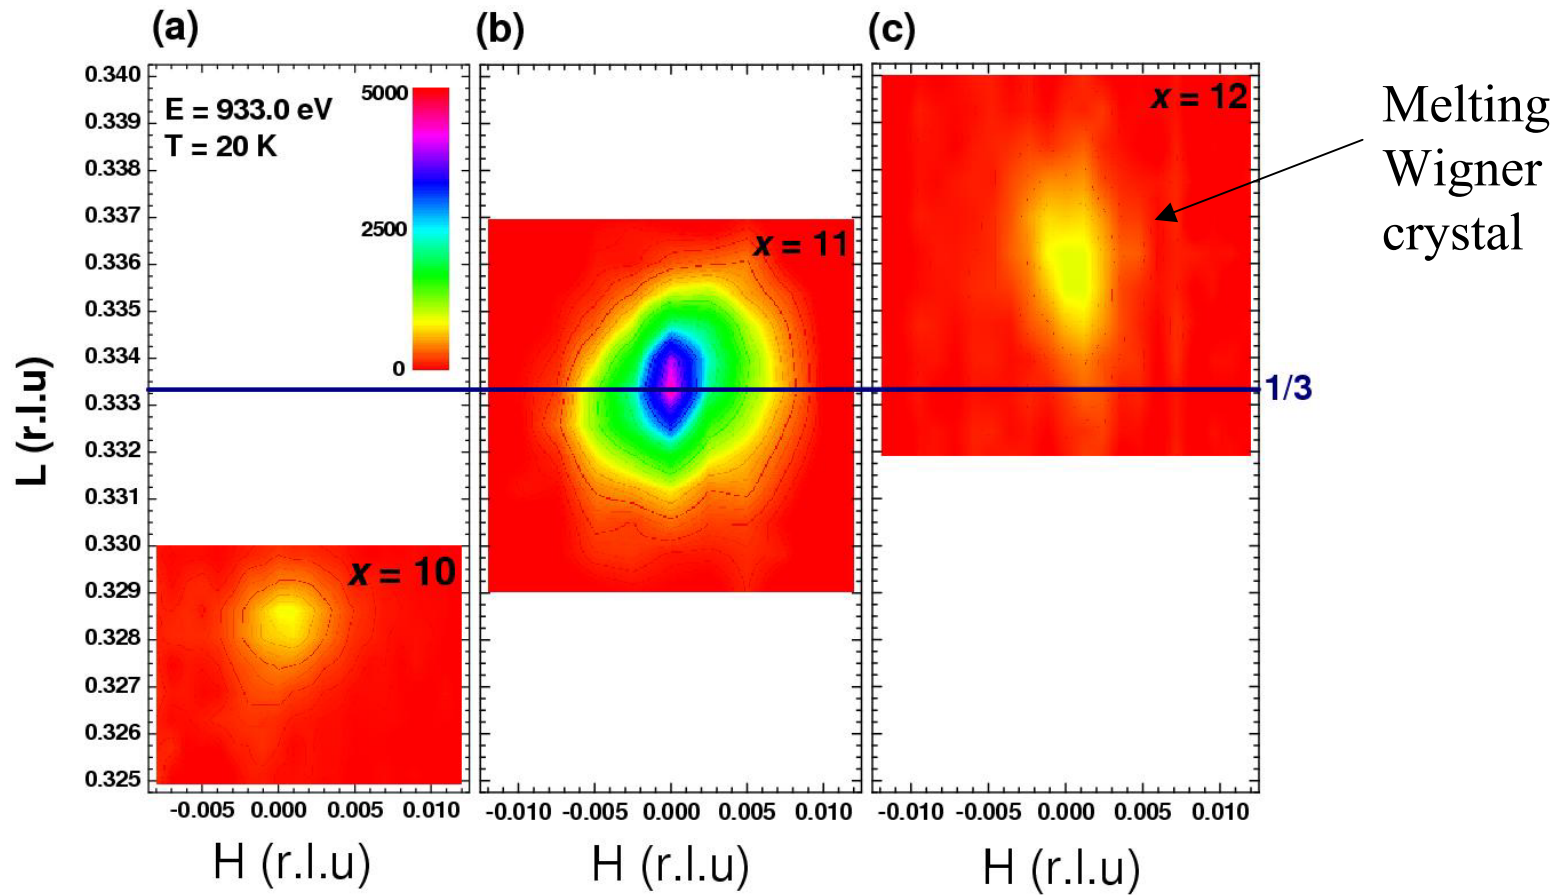 (a)
(b)
(c)
E = 933.0 eV
T = 20 K
5000
2500
0
x = 10
x = 11
x = 12
Melting
Wigner
crystal
1/3
L (r.l.u)
0.340
0.339
0.338
0.337
0.336
0.335
0.334
0.333
0.332
0.331
0.330
0.329
0.328
0.327
0.326
0.325
-0.005 0.000 0.005 0.010
-0.010 -0.005 0.000 0.005 0.010
-0.010 -0.005 0.000 0.005 0.010
H (r.l.u)
H (r.l.u)
H (r.l.u)